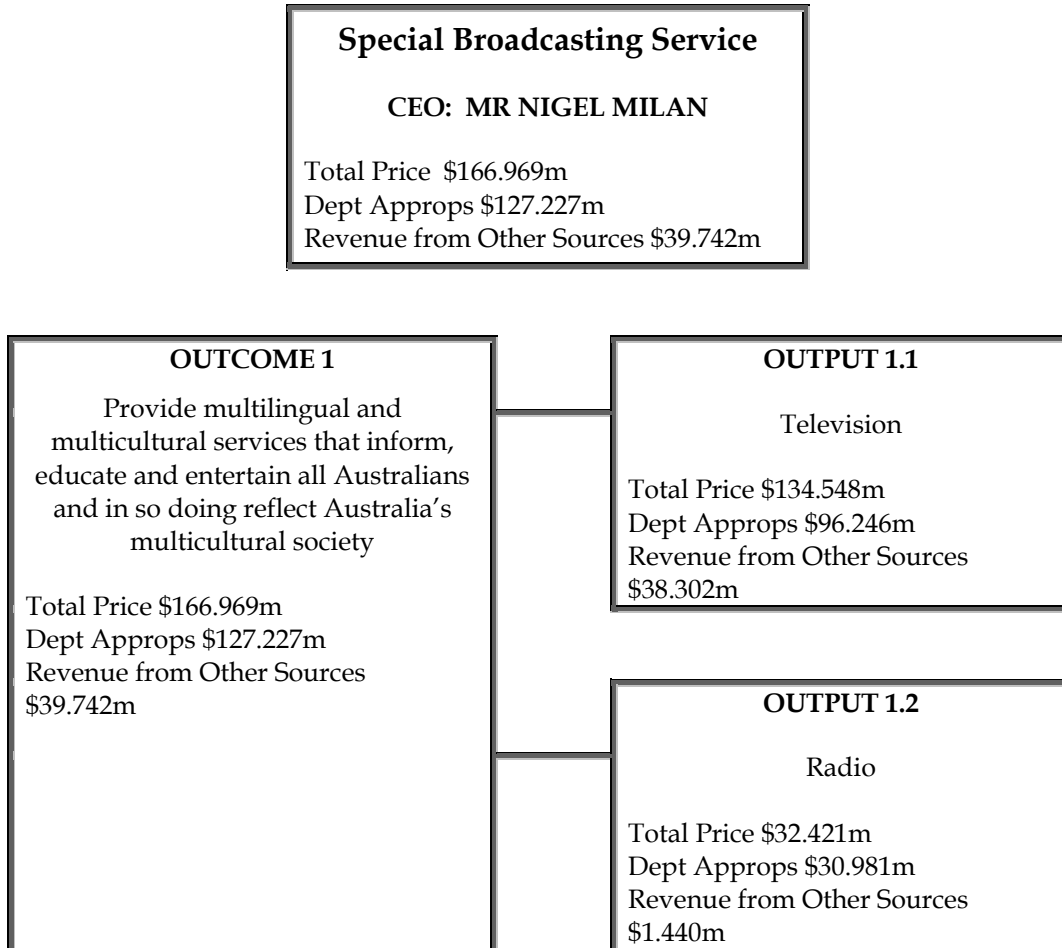 Special Broadcasting Service
CEO: MR NIGEL MILAN
Total Price $166.969m
Dept Approps $127.227m
Revenue from Other Sources $39.742m
OUTCOME 1
Provide multilingual and
multicultural services that inform,
educate and entertain all Australians
and in so doing reflect Australia’s
multicultural society
Total Price $166.969m
Dept Approps $127.227m
Revenue from Other Sources
$39.742m
OUTPUT 1.1
Television
Total Price $134.548m
Dept Approps $96.246m
Revenue from Other Sources
$38.302m
OUTPUT 1.2
Radio
Total Price $32.421m
Dept Approps $30.981m
Revenue from Other Sources
$1.440m